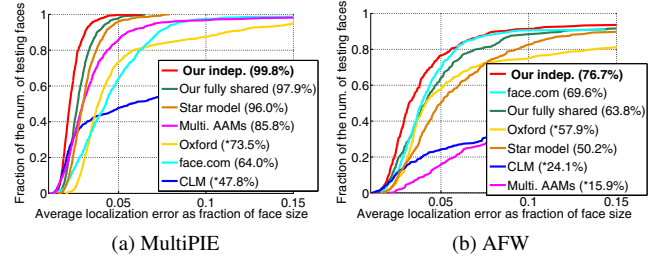 Fraction of the num. of testing faces
1
0.8
0.6
0.4
0.2
0
Our indep. (99.8%)
Our fully shared (97.9%)
Star model (96.0%)
Multi. AAMs (85.8%)
Oxford (*73.5%)
face.com (64.0%)
CLM (*47.8%)
0.05 0.1 0.15
Average localization error as fraction of face size
(a) MultiPIE
Fraction of the num. of testing faces
1
0.8
0.6
0.4
0.2
0
Our indep. (76.7%)
face.com (69.6%)
Our fully shared (63.8%)
Oxford (*57.9%)
Star model (50.2%)
CLM (*24.1%)
Multi. AAMs (*15.9%)
0.05 0.1 0.15
Average localization error as fraction of face size
(b) AFW